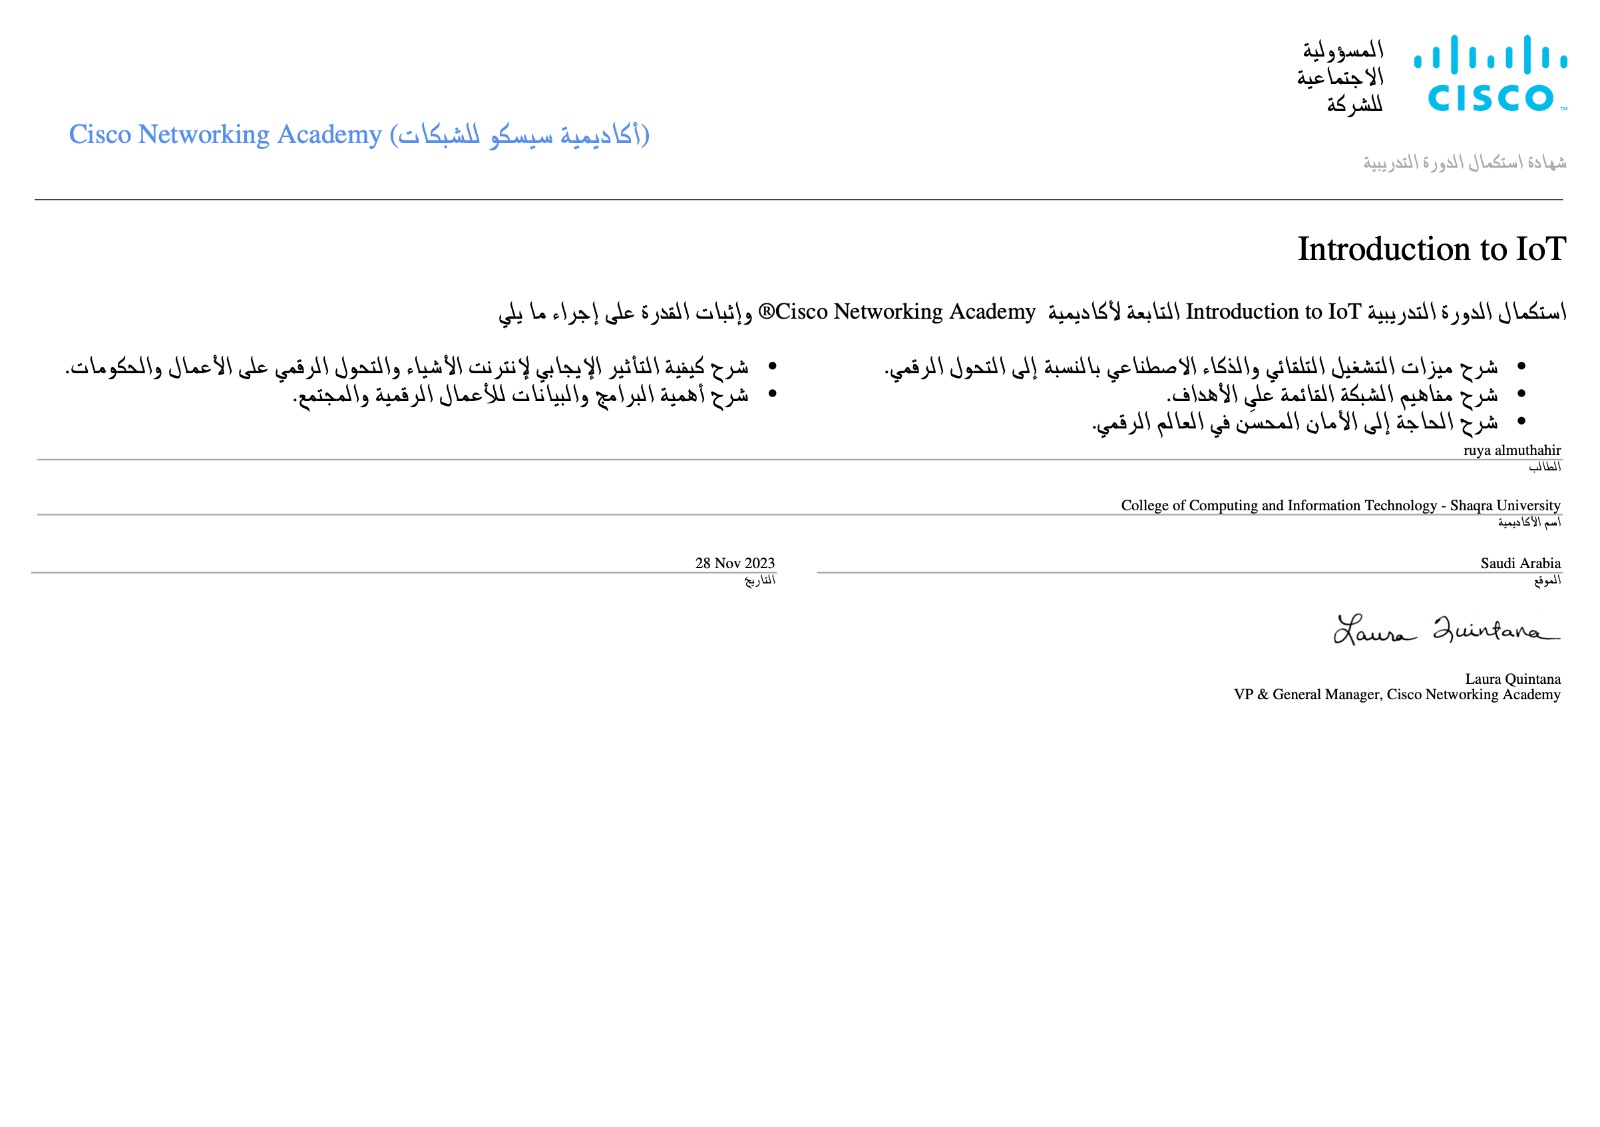 CISCO™
المسؤولية
الاجتماعية
للشركة
Cisco Networking Academy (أكاديمية سيسكو للشبكات)
شهادة استكمال الدورة التدريبية
Introduction to IoT
استكمال الدورة التدريبية Introduction to IoT التابعة لأكاديمية Cisco Networking Academy® وإثبات القدرة على إجراء ما يلي
• شرح ميزات التشغيل التلقائي والذكاء الاصطناعي بالنسبة إلى التحول الرقمي.
• شرح مفاهيم الشبكة القائمة على الأهداف.
• شرح الحاجة إلى الأمان المحسَّن في العالم الرقمي.
• شرح كيفية التأثير الإيجابي لإنترنت الأشياء والتحول الرقمي على الأعمال والحكومات.
• شرح أهمية البرامج والبيانات للأعمال الرقمية والمجتمع.
ruya almuthahir
الطالب
College of Computing and Information Technology - Shaqra University
اسم الأكاديمية
Saudi Arabia
الموقع
28 Nov 2023
التاريخ
Laura Quintana
Laura Quintana
VP & General Manager, Cisco Networking Academy